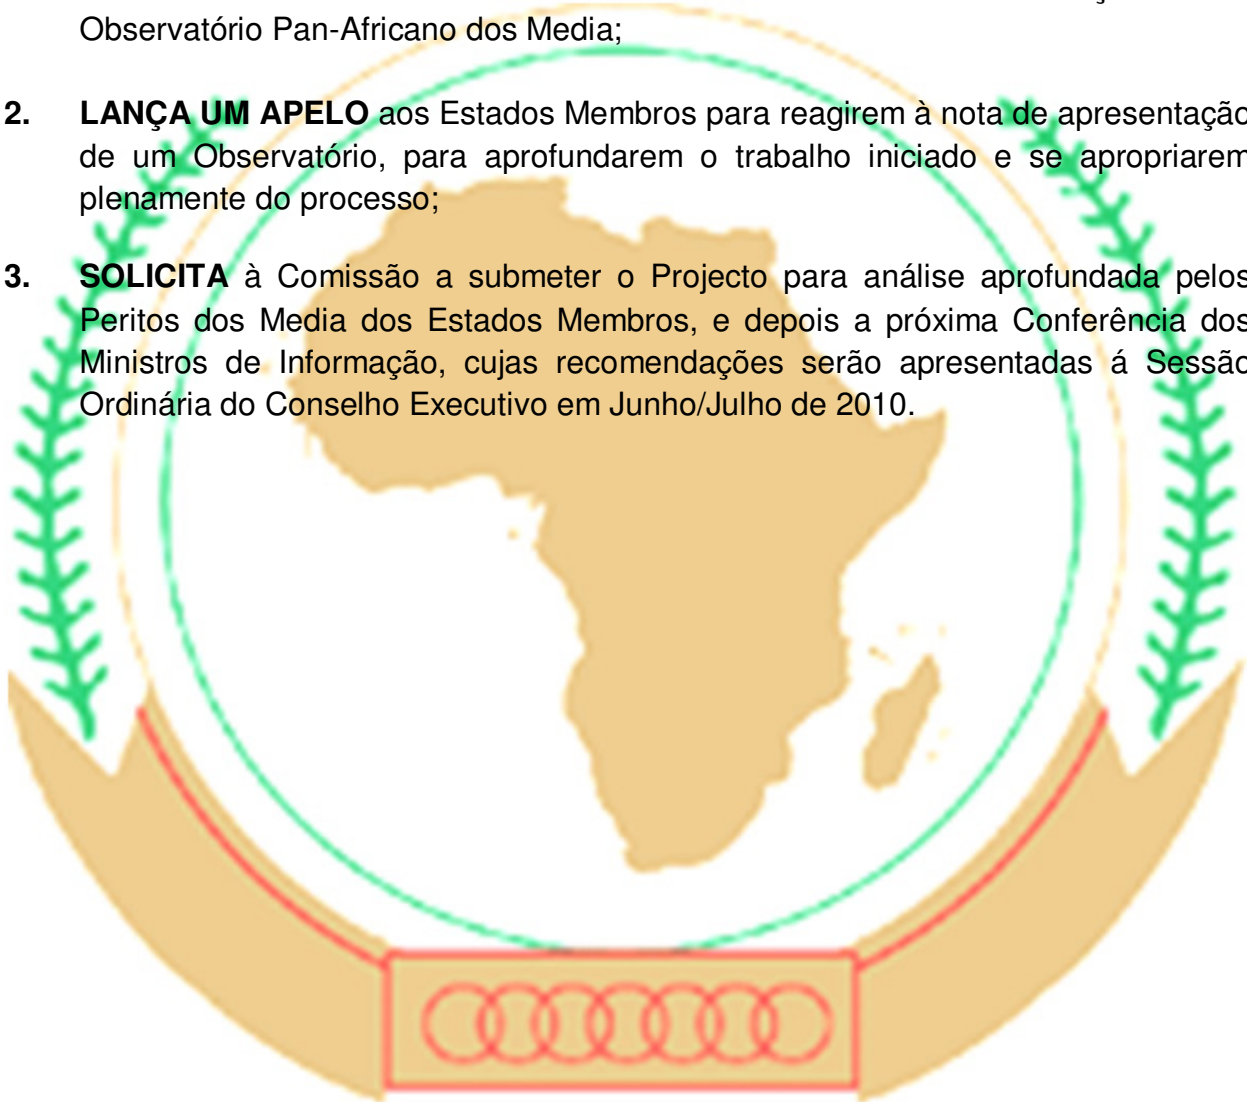 Observatório Pan-Africano dos Media;
2. LANÇA UM APELO aos Estados Membros para reagirem à nota de apresentação
de um Observatório, para aprofundarem o trabalho iniciado e se apropriarem
plenamente do processo;
3. SOLICITA à Comissão a submeter o Projecto para análise aprofundada pelos
Peritos dos Media dos Estados Membros, e depois a próxima Conferência dos
Ministros de Informação, cujas recomendações serão apresentadas á Sessão
Ordinária do Conselho Executivo em Junho/Julho de 2010.